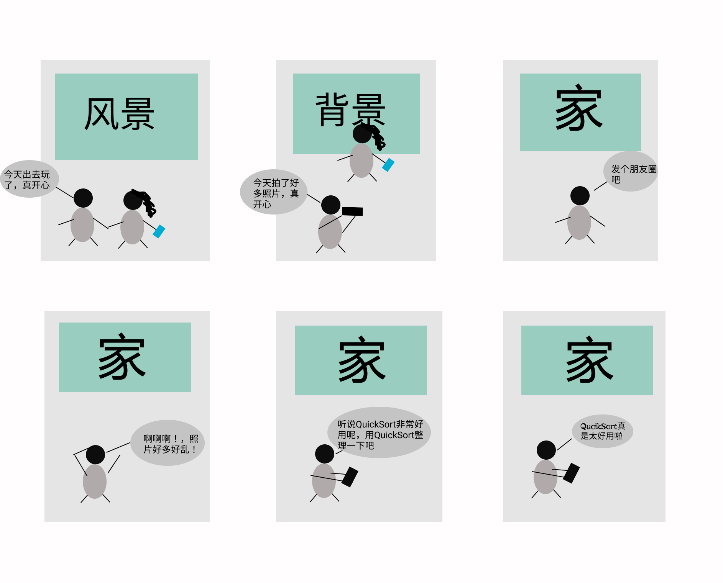 风景
今天出去玩
了，真开心
背景
今天拍了好
多照片，真
开心
家
发个朋友圈
吧
家
啊啊啊！，照
片好多好乱！
家
听说QuickSort非常好
用呢，用QuickSort整
理一下吧
家
QucikSort真
是太好用啦